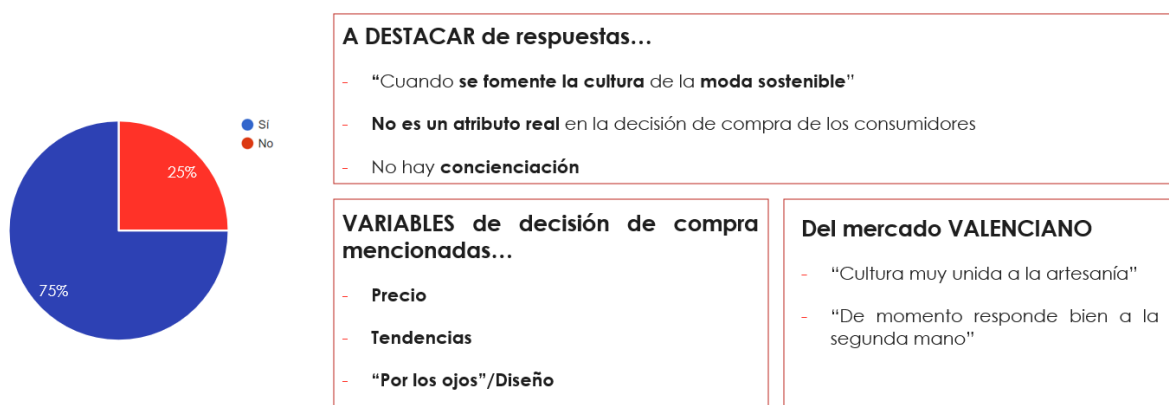 Sí
No
25%
75%
A DESTACAR de respuestas...
- “Cuando se fomente la cultura de la moda sostenible”
- No es un atributo real en la decisión de compra de los consumidores
- No hay concienciación
VARIABLES de decisión de compra
mencionadas...
- Precio
- Tendencias
- “Por los ojos”/Diseño
Del mercado VALENCIANO
- “Cultura muy unida a la artesanía”
- “De momento responde bien a la
segunda mano”